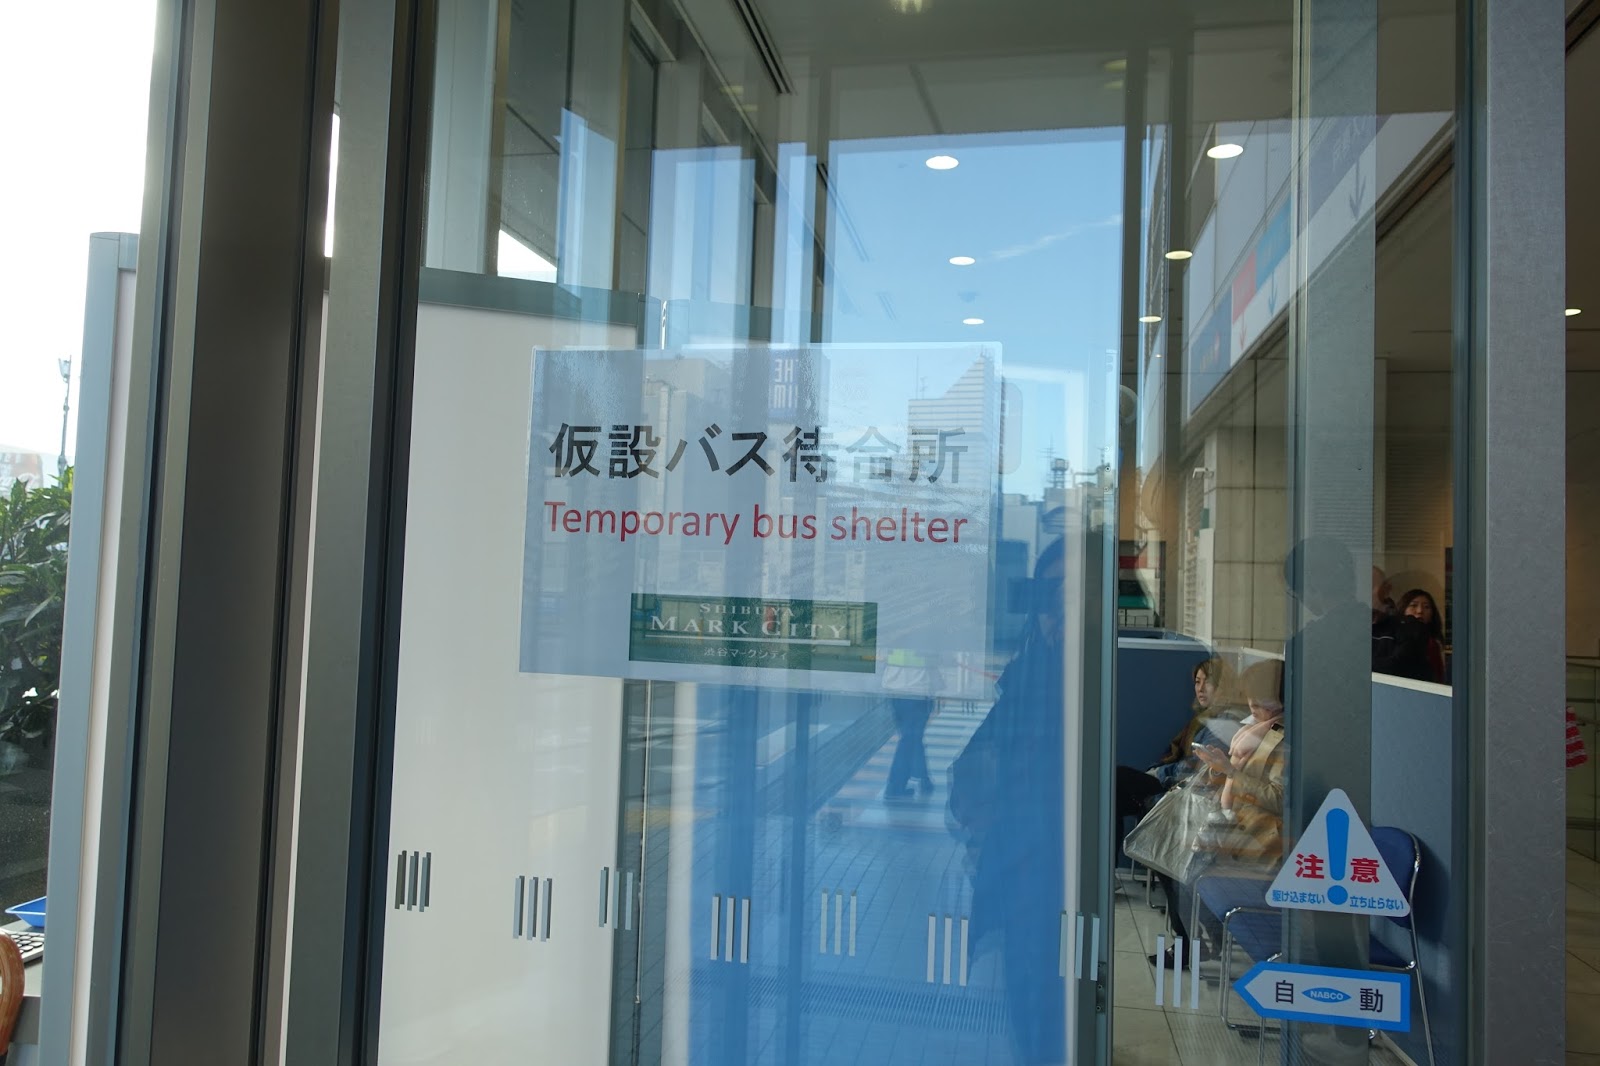 仮設バス待合所
Temporary bus shelter
SHIBUYA
MARK CITY
渋谷マークシティ
注意
駆け込まない 立ち止らない
自 NABCO 動